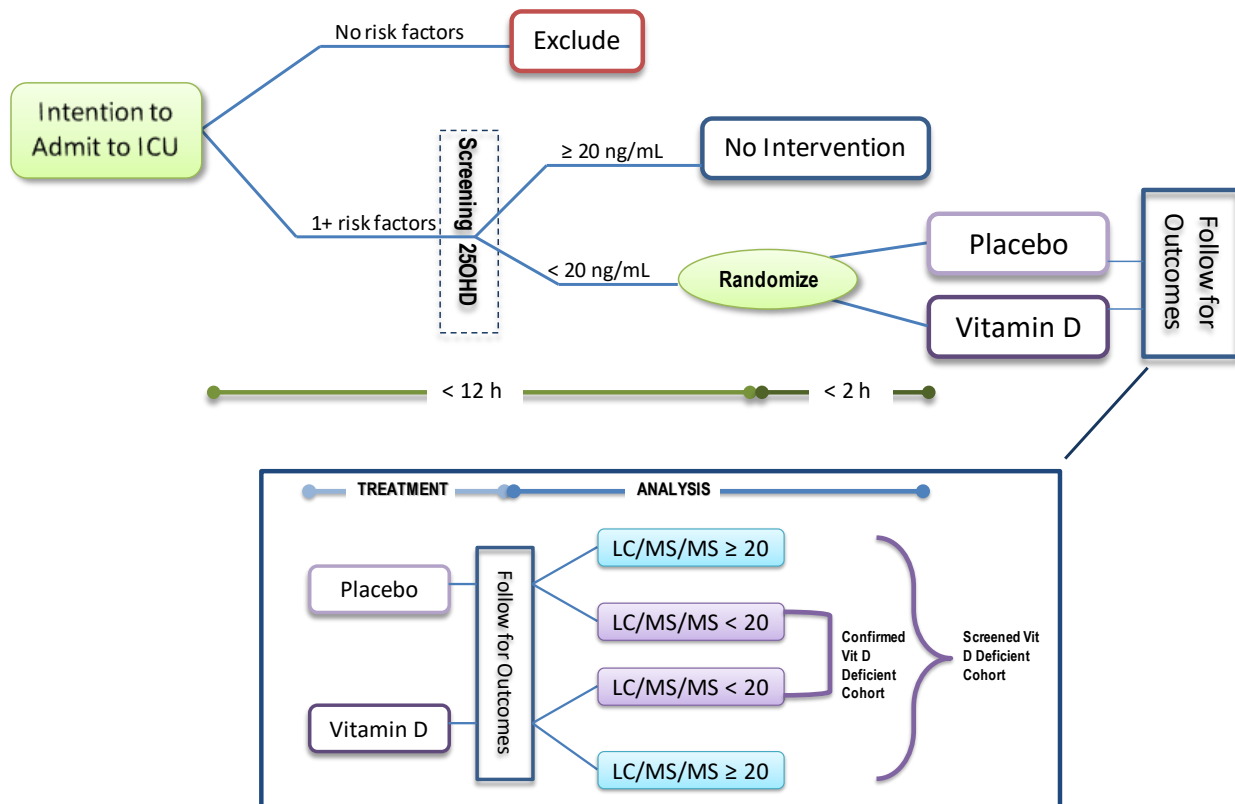 No risk factors
Exclude
Intention to
Admit to ICU
Screening 25OHD
≥ 20 ng/mL
No Intervention
1+ risk factors
< 20 ng/mL
Randomize
Placebo
Vitamin D
Follow for
Outcomes
< 12 h
< 2 h
TREATMENT
ANALYSIS
Placebo
Vitamin D
Follow for Outcomes
LC/MS/MS ≥ 20
LC/MS/MS < 20
LC/MS/MS < 20
LC/MS/MS ≥ 20
Confirmed
Vit D
Deficient
Cohort
Screened Vit
D Deficient
Cohort